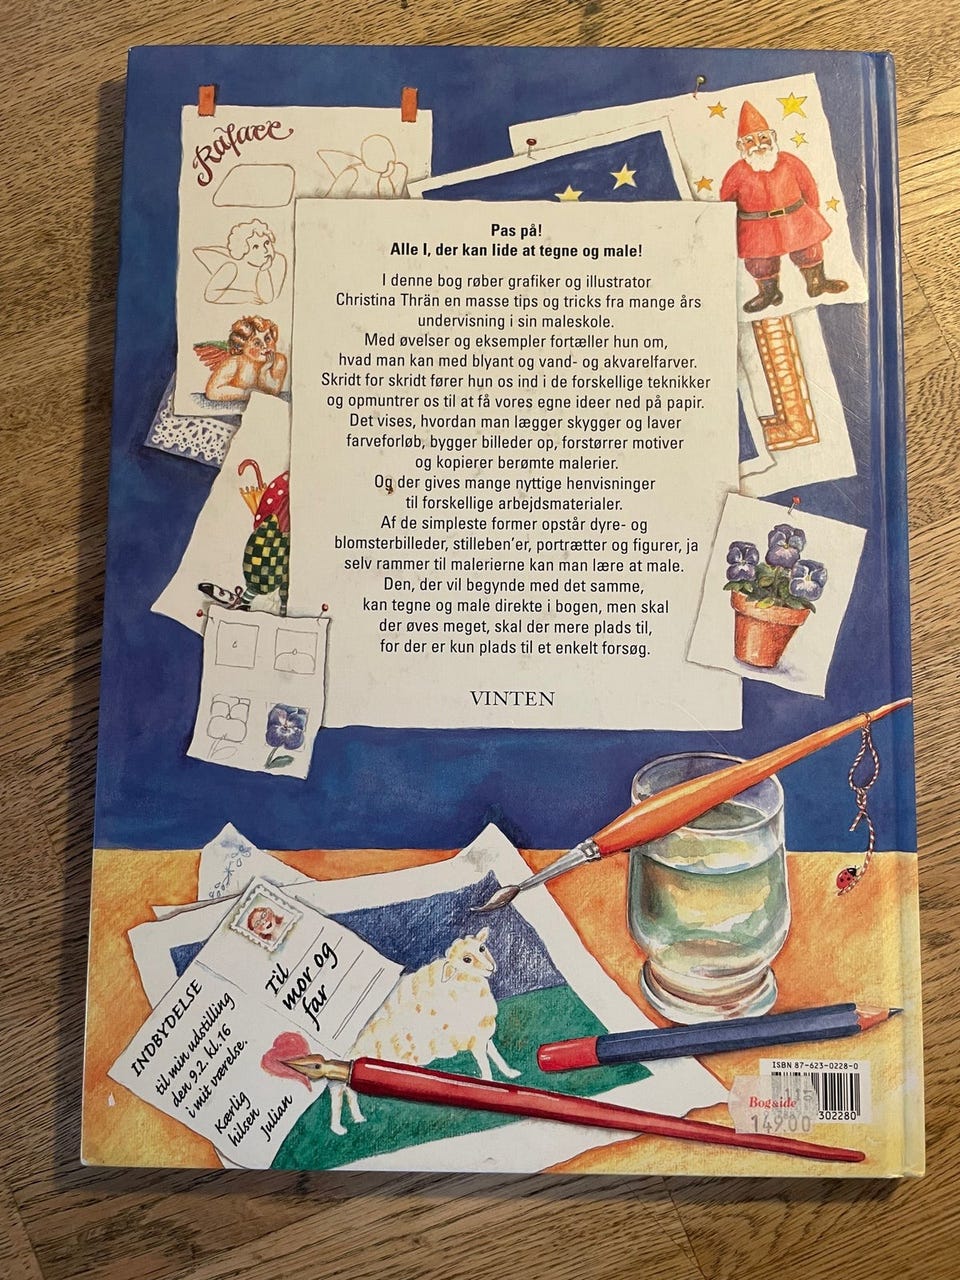 Rafael
Pas på!
Alle I, der kan lide at tegne og male!
I denne bog røber grafiker og illustrator
Christina Thrän en masse tips og tricks fra mange års
undervisning i sin maleskole.
Med øvelser og eksempler fortæller hun om,
hvad man kan med blyant og vand- og akvarelfarver.
Skridt for skridt fører hun os ind i de forskellige teknikker
og opmuntrer os til at få vores egne ideer ned på papir.
Det vises, hvordan man lægger skygger og laver
farveforløb, bygger billeder op, forstørrer motiver
og kopierer berømte malerier.
Og der gives mange nyttige henvisninger
til forskellige arbejdsmaterialer.
Af de simpleste former opstår dyre- og
blomsterbilleder, stilleben'er, portrætter og figurer, ja
selv rammer til malerierne kan man lære at male.
Den, der vil begynde med det samme,
kan tegne og male direkte i bogen, men skal
der øves meget, skal der mere plads til,
for der er kun plads til et enkelt forsøg.
VINTEN
INDBYDELSE
til min udstilling
den 9.2. kl. 16
i mit værelse.
Kærlig
hilsen
Julian
Til
mor og
far
ISBN 87-623-0228-0
302280
115
Bog&ide
149.00